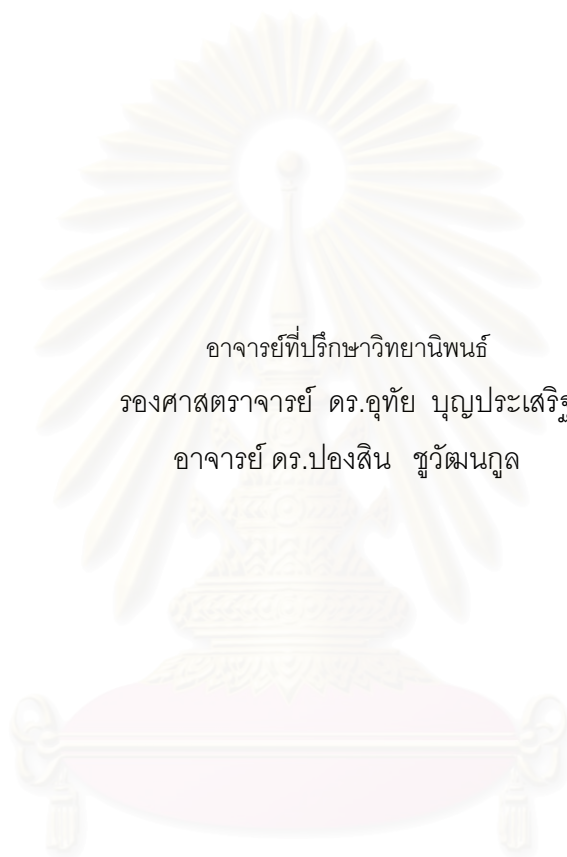 อาจารย์ที่ปรึกษาวิทยานิพนธ์
รองศาสตราจารย์ ดร.อุทัย บุญประเสริฐ
อาจารย์ ดร.ปองสิน ชูวัฒนกูล